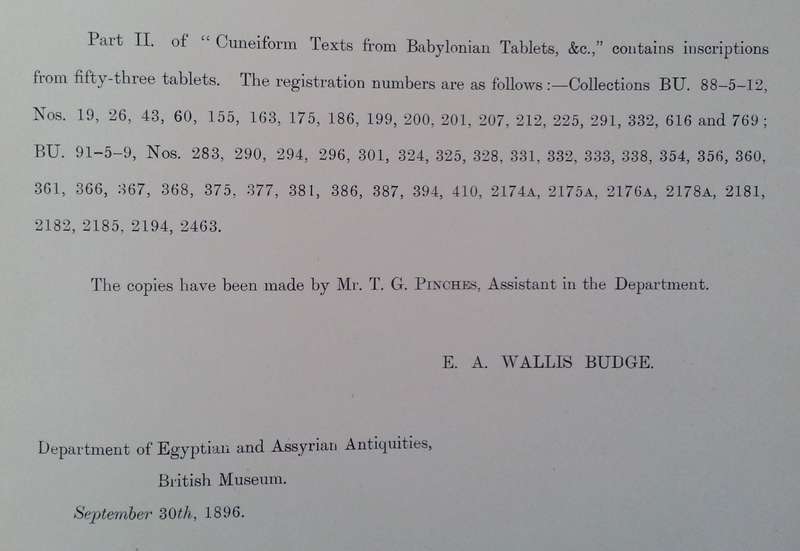 Part II. of “Cuneiform Texts from Babylonian Tablets, &c.,” contains inscriptions
from fifty-three tablets. The registration numbers are as follows:—Collections BU. 88–5–12,
Nos. 19, 26, 43, 60, 155, 163, 175, 186, 199, 200, 201, 207, 212, 225, 291, 332, 616 and 769;
BU. 91–5–9, Nos. 283, 290, 294, 296, 301, 324, 325, 328, 331, 332, 333, 338, 354, 356, 360,
361, 366, 367, 368, 375, 377, 381, 386, 387, 394, 410, 2174A, 2175A, 2176A, 2178A, 2181,
2182, 2185, 2194, 2463.
The copies have been made by Mr. T. G. Pinches, Assistant in the Department.
E. A. WALLIS BUDGE.
Department of Egyptian and Assyrian Antiquities,
British Museum.
September 30th, 1896.